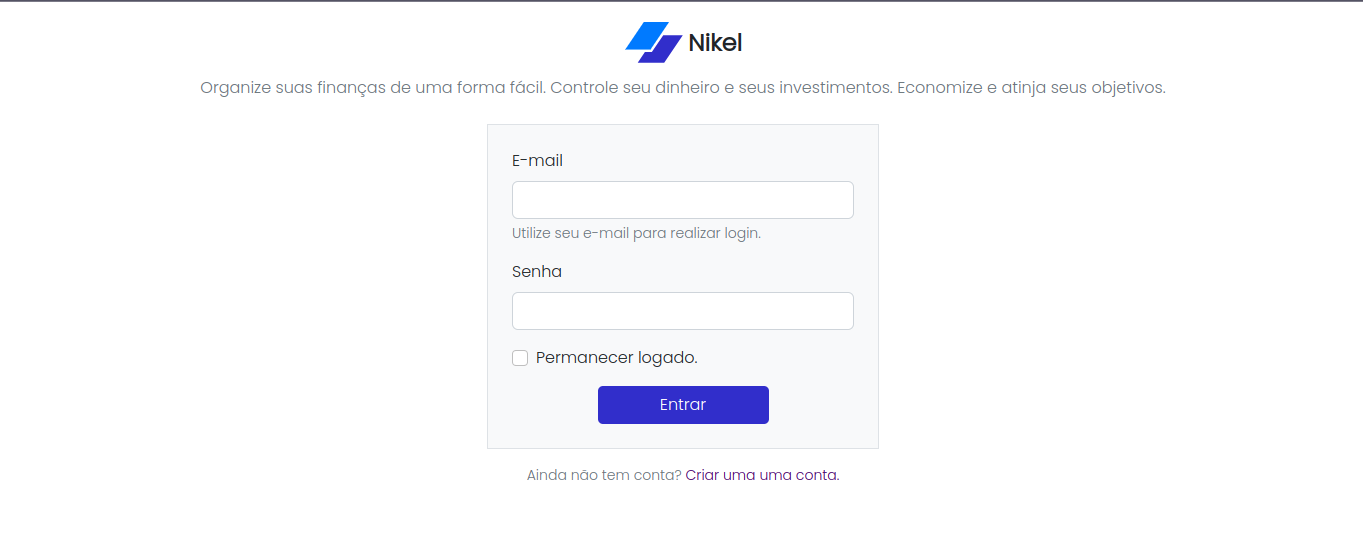 Nikel
Organize suas finanças de uma forma fácil. Controle seu dinheiro e seus investimentos. Economize e atinja seus objetivos.
E-mail
Utilize seu e-mail para realizar login.
Senha
Permanecer logado.
Entrar
Ainda não tem conta? Criar uma uma conta.